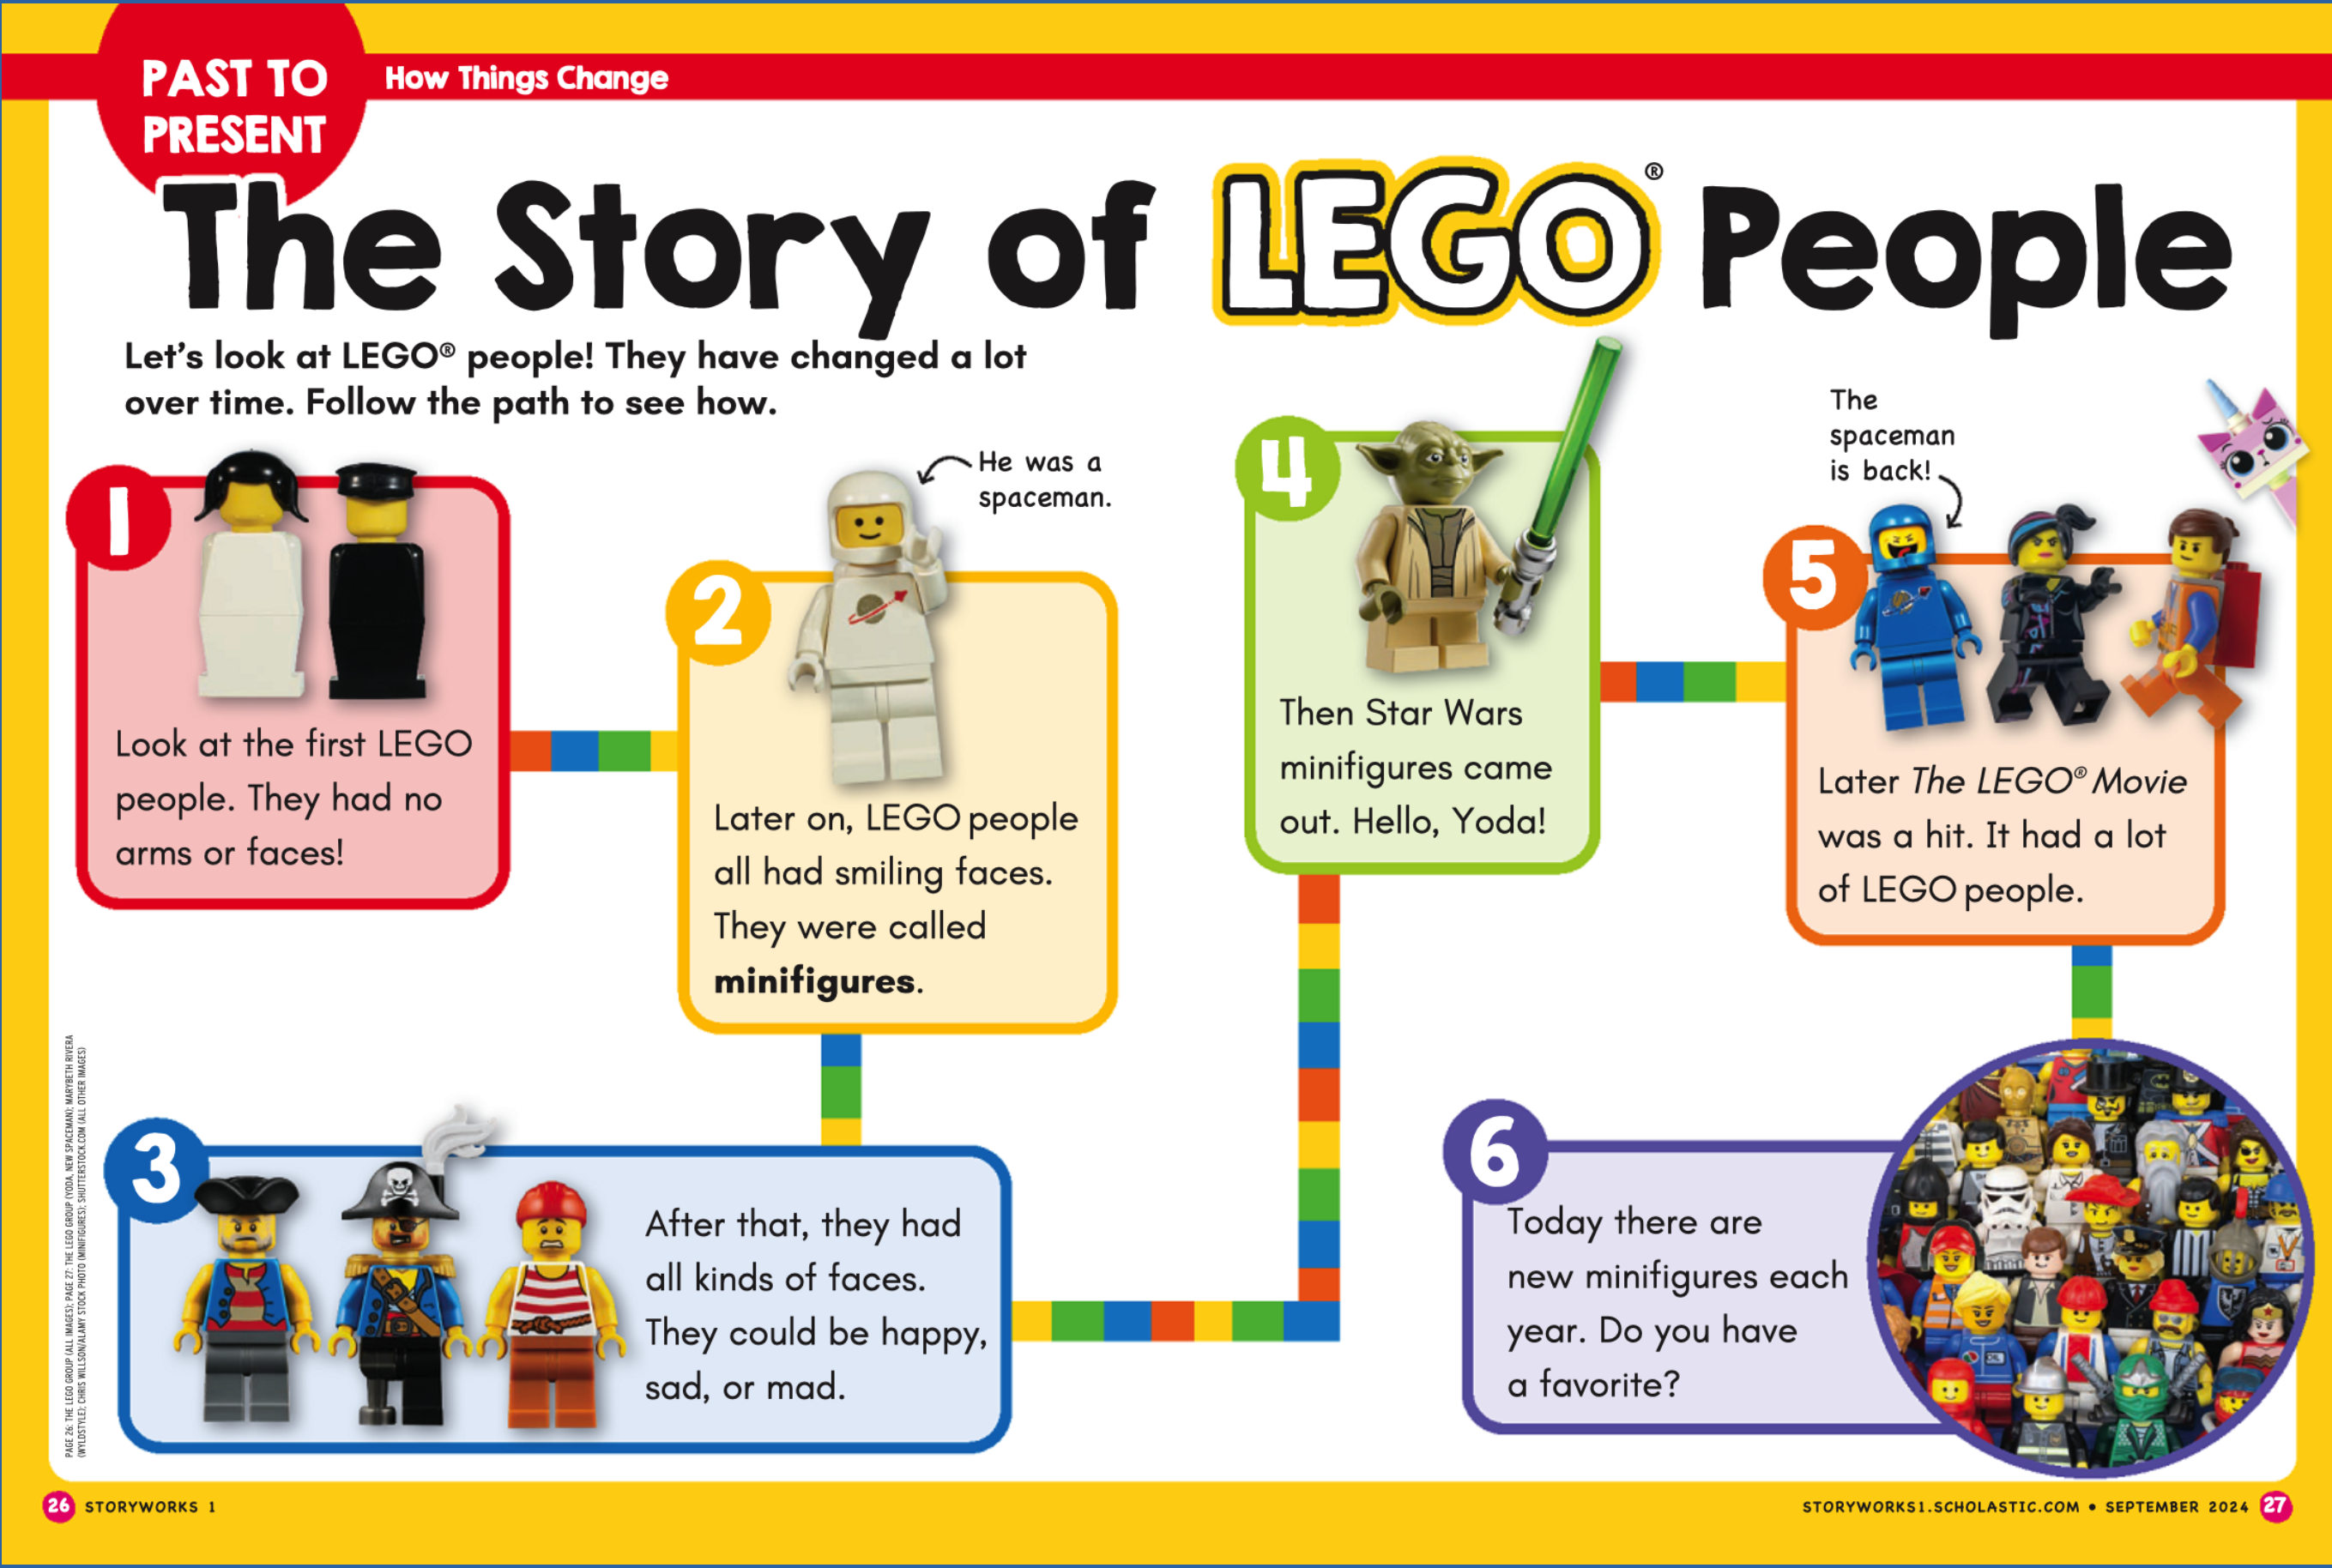 PAST TO
PRESENT
How Things Change
The Story of LEGO® People
Let’s look at LEGO® people! They have changed a lot
over time. Follow the path to see how.
1
Look at the first LEGO
people. They had no
arms or faces!
2
He was a
spaceman.
Later on, LEGO people
all had smiling faces.
They were called
minifigures.
3
After that, they had
all kinds of faces.
They could be happy,
sad, or mad.
4
Then Star Wars
minifigures came
out. Hello, Yoda!
5
The
spaceman
is back!
Later The LEGO® Movie
was a hit. It had a lot
of LEGO people.
6
Today there are
new minifigures each
year. Do you have
a favorite?
PAGE 26: THE LEGO GROUP (ALL IMAGES); PAGE 27: THE LEGO GROUP (YODA, NEW SPACEMAN); MARYBETH RIVERA
(WYLDSTYLE); CHRIS WILLSON/ALAMY STOCK PHOTO (MINIFIGURES); SHUTTERSTOCK.COM (ALL OTHER IMAGES)
26 STORYWORKS 1
STORYWORKS1.SCHOLASTIC.COM • SEPTEMBER 2024 27